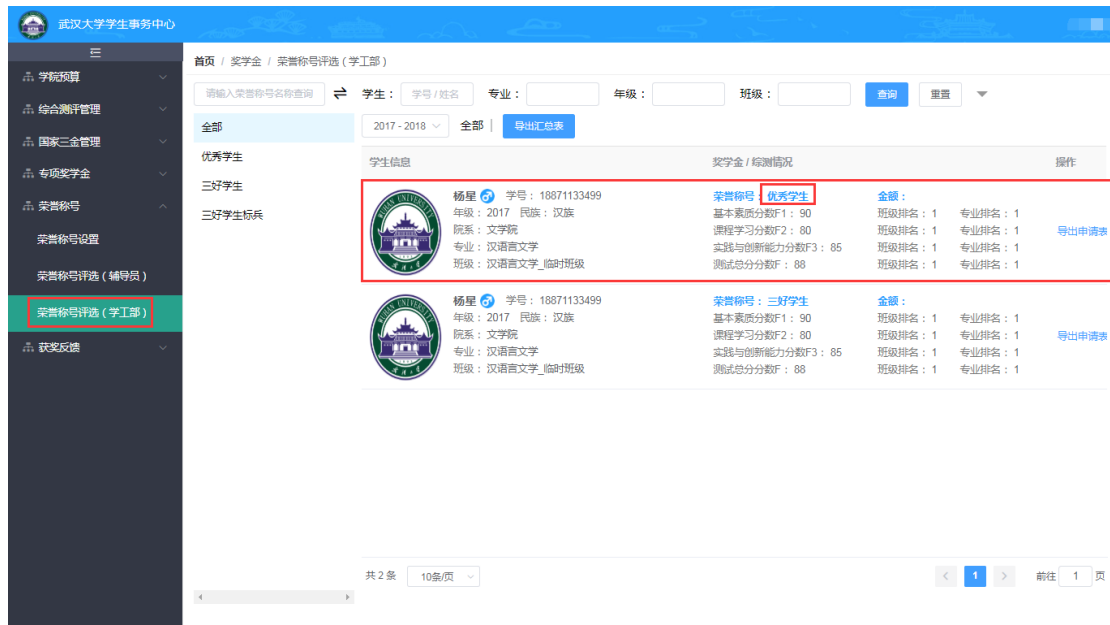 武汉大学学生事务中心
学院预算
综合测评管理
国家三金管理
专项奖学金
荣誉称号
荣誉称号设置
荣誉称号评选（辅导员）
荣誉称号评选（学工部）
获奖反馈
首页 / 奖学金 / 荣誉称号评选（学工部）
请输入荣誉称号名称查询 学生： 学号 / 姓名 专业： 年级： 班级： 查询 重置
全部
优秀学生
三好学生
三好学生标兵
2017 - 2018 全部 | 导出汇总表
学生信息 奖学金 / 综测情况 操作
杨星 学号： 18871133499 荣誉称号：优秀学生 金额：
年级： 2017 民族： 汉族 基本素质分数F1： 90 班级排名： 1 专业排名： 1
院系： 文学院 课程学习分数F2： 80 班级排名： 1 专业排名： 1 导出申请表
专业： 汉语言文学 实践与创新能力分数F3： 85 班级排名： 1 专业排名： 1
班级： 汉语言文学_临时班级 测试总分分数F： 88 班级排名： 1 专业排名： 1
杨星 学号： 18871133499 荣誉称号： 三好学生 金额：
年级： 2017 民族： 汉族 基本素质分数F1： 90 班级排名： 1 专业排名： 1
院系： 文学院 课程学习分数F2： 80 班级排名： 1 专业排名： 1 导出申请表
专业： 汉语言文学 实践与创新能力分数F3： 85 班级排名： 1 专业排名： 1
班级： 汉语言文学_临时班级 测试总分分数F： 88 班级排名： 1 专业排名： 1
共 2 条 10条/页 < 1 > 前往 1 页